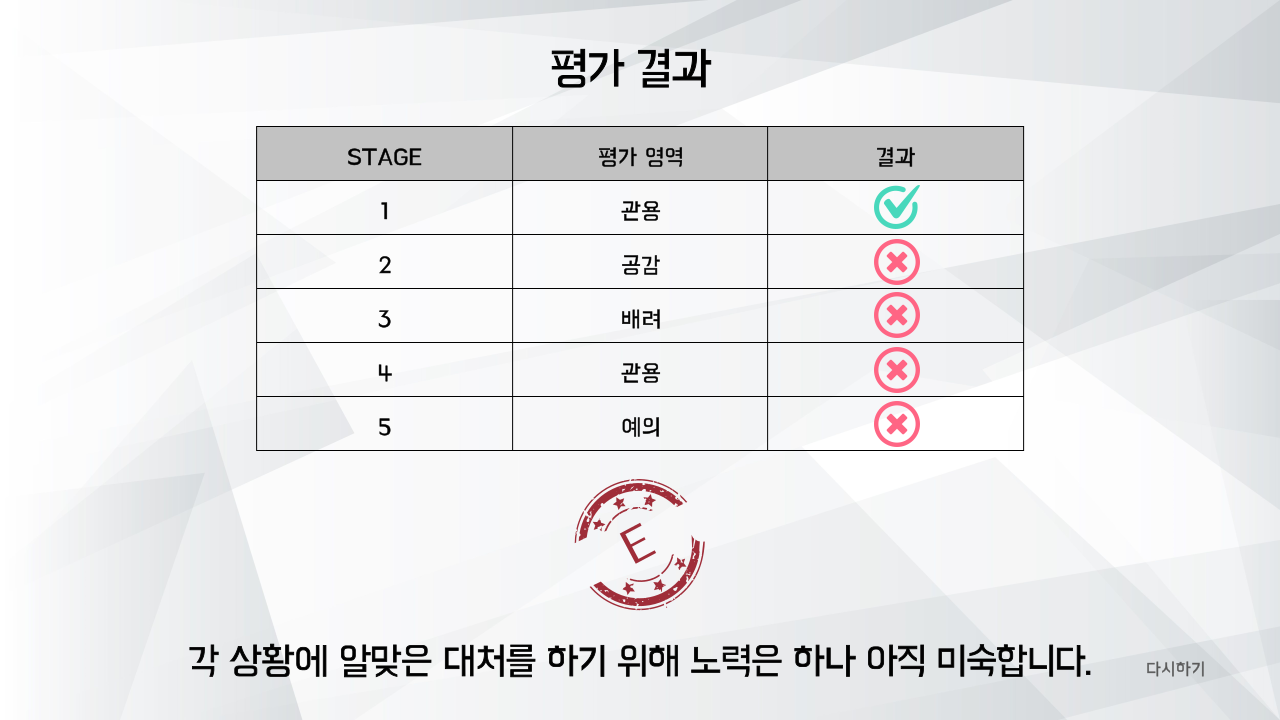 평가 결과
STAGE 평가 영역 결과
1 관용
2 공감
3 배려
4 관용
5 예의
E
각 상황에 알맞은 대처를 하기 위해 노력은 하나 아직 미숙합니다.
다시하기